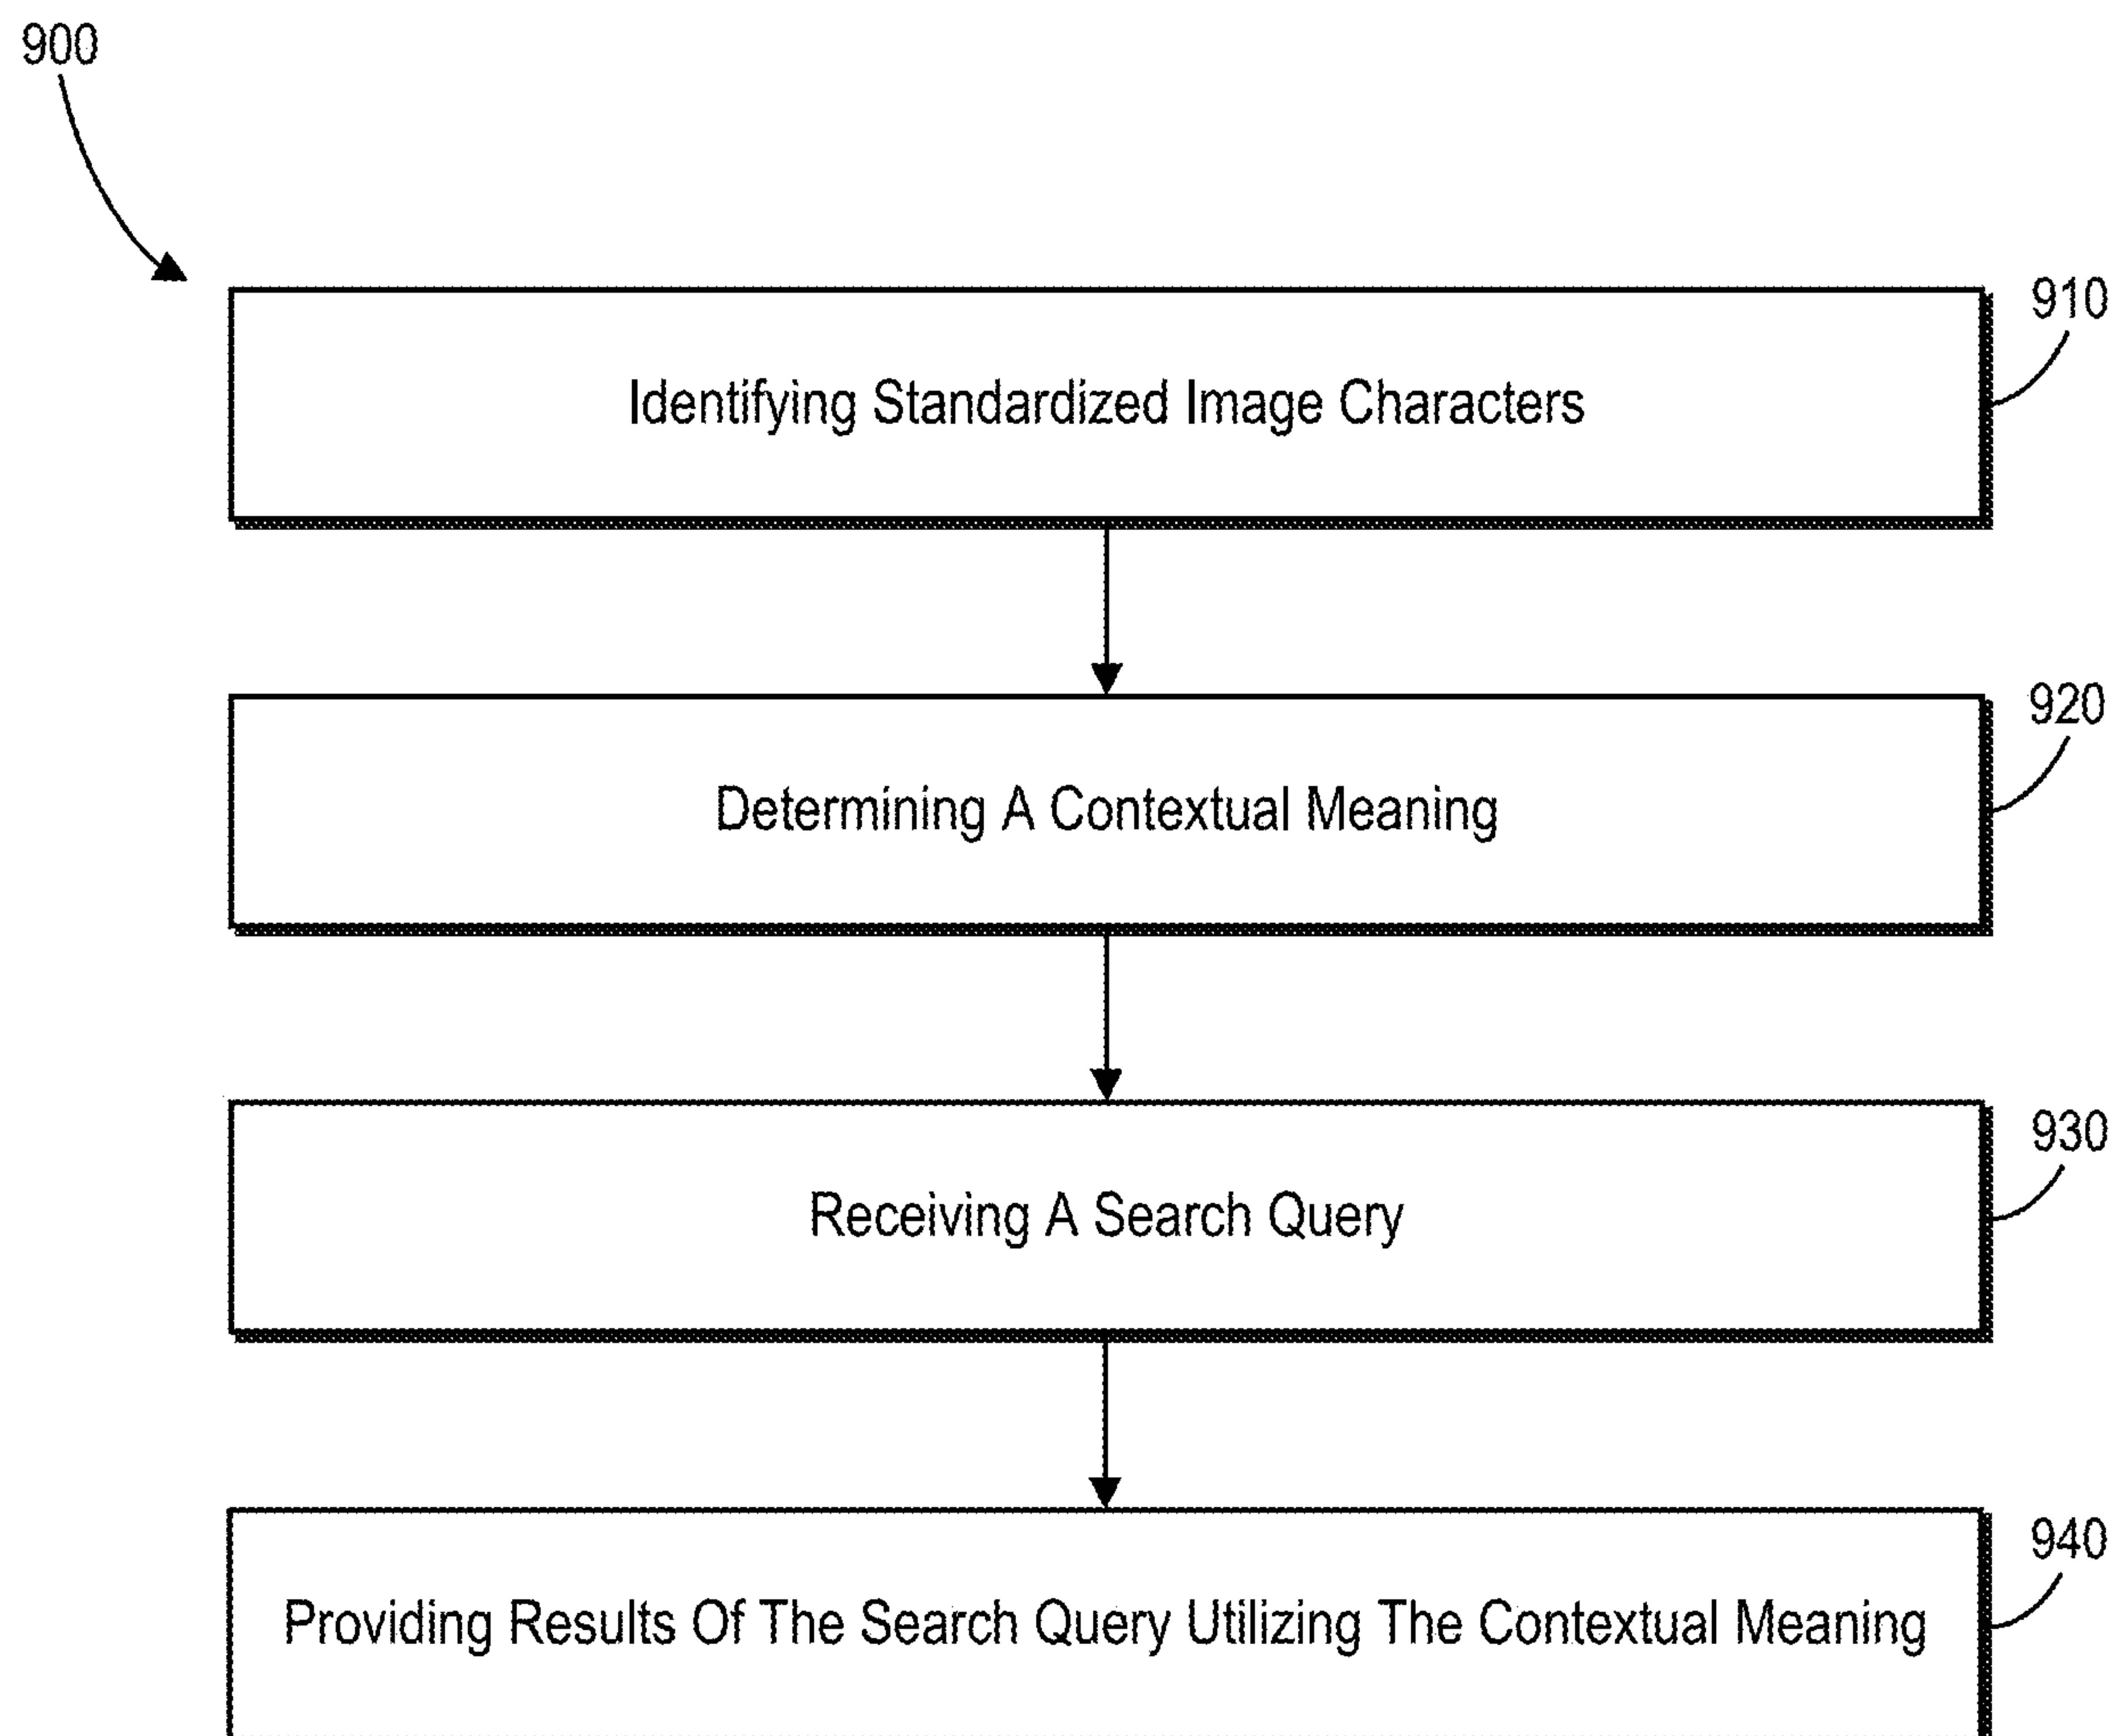 900
910
Identifying Standardized Image Characters
920
Determining A Contextual Meaning
930
Receiving A Search Query
940
Providing Results Of The Search Query Utilizing The Contextual Meaning